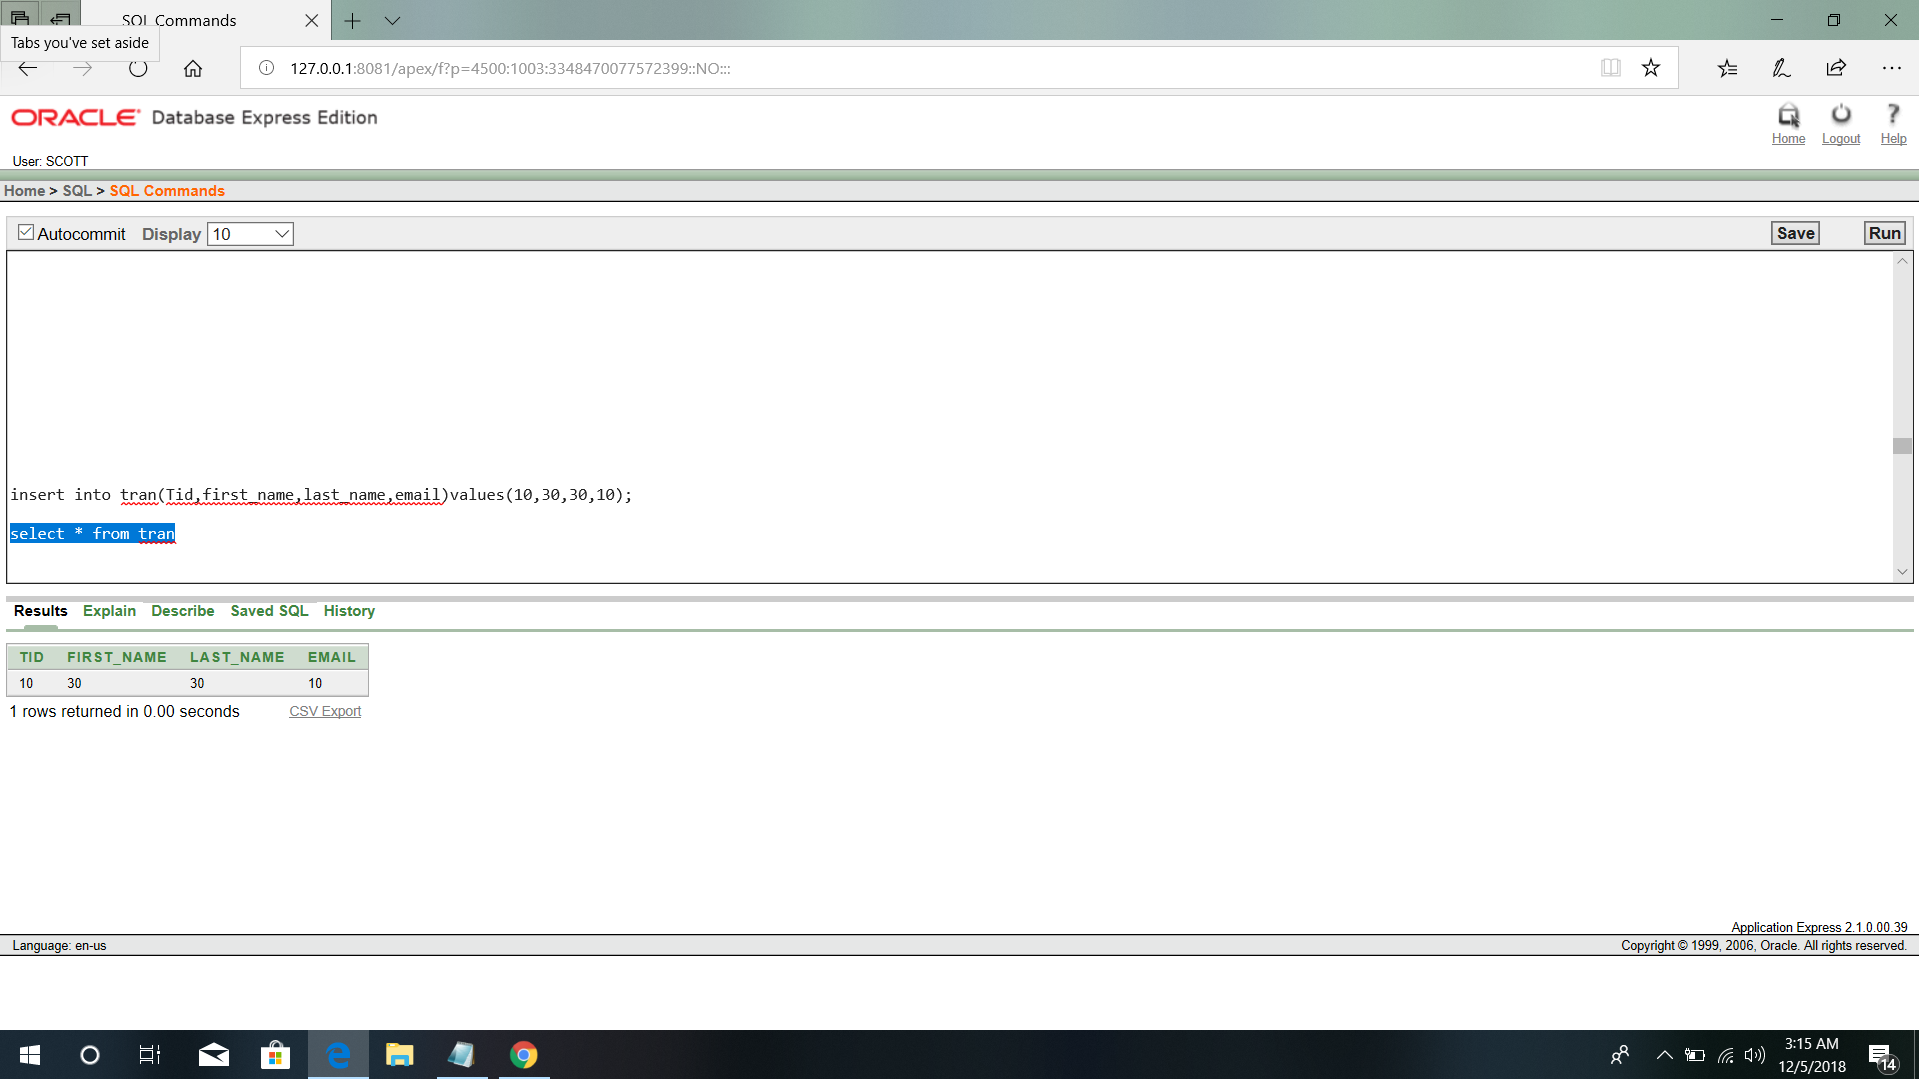 SQL Commands
Tabs you've set aside
127.0.0.1:8081/apex/f?p=4500:1003:3348470077572399::NO:::
ORACLE Database Express Edition
Home Logout Help
User: SCOTT
Home > SQL > SQL Commands
Autocommit Display 10 Save Run
insert into tran(Tid,first_name,last_name,email)values(10,30,30,10);
select * from tran
Results Explain Describe Saved SQL History
TID FIRST_NAME LAST_NAME EMAIL
10 30 30 10
1 rows returned in 0.00 seconds CSV Export
Application Express 2.1.0.00.39
Language: en-us Copyright © 1999, 2006, Oracle. All rights reserved.
3:15 AM
12/5/2018
14